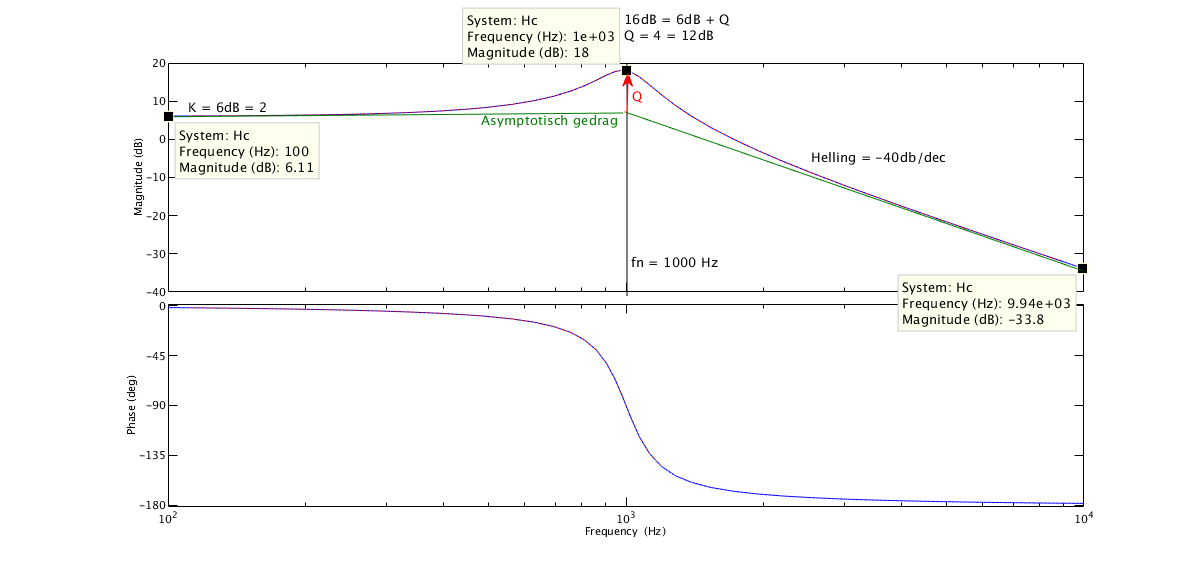 System: Hc
Frequency (Hz): 1e+03
Magnitude (dB): 18
16dB = 6dB + Q
Q = 4 = 12dB
20
10
0
-10
-20
-30
-40
Magnitude (dB)
K = 6dB = 2
System: Hc
Frequency (Hz): 100
Magnitude (dB): 6.11
Q
Asymptotisch gedrag
Helling = -40db/dec
fn = 1000 Hz
System: Hc
Frequency (Hz): 9.94e+03
Magnitude (dB): -33.8
0
-45
-90
-135
-180
Phase (deg)
10² 10³ 10⁴
Frequency (Hz)